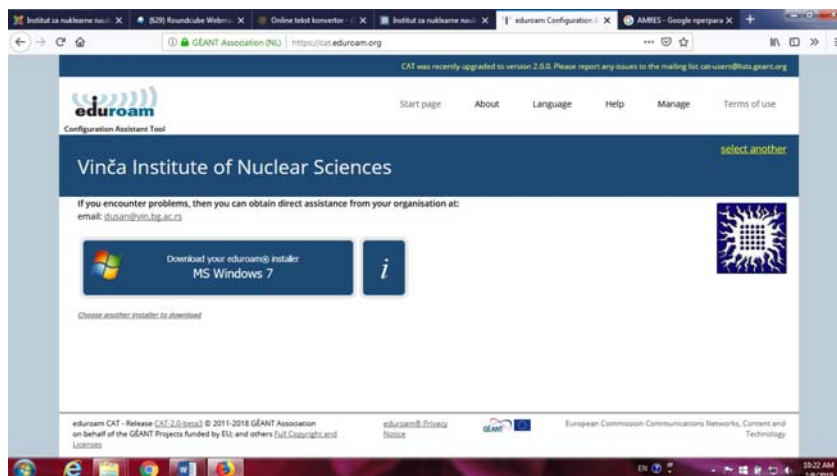 Institut za nuklearne nau
(629) Roundcube Webm
Online tekst konvertor -
Institut za nuklearne nau
eduroam Configuration
AMRES - Google претрага
GÉANT Association (NL)
https://cat.eduroam.org
CAT was recently upgraded to version 2.0.0. Please report any issues to the mailing list cat-users@lists.geant.org
eduroam
Configuration Assistant Tool
Start page
About
Language
Help
Manage
Terms of use
Vinča Institute of Nuclear Sciences
select another
If you encounter problems, then you can obtain direct assistance from your organisation at:
email: dusan@vin.bg.ac.rs
Download your eduroam® installer
MS Windows 7
i
Choose another installer to download
eduroam CAT - Release CAT-2.0-beta3 © 2011-2018 GÉANT Association
on behalf of the GÉANT Projects funded by EU; and others Full Copyright and
Licenses
eduroam® Privacy
Notice
GÉANT
European Commission Communications Networks, Content and
Technology
EN
10:22 AM